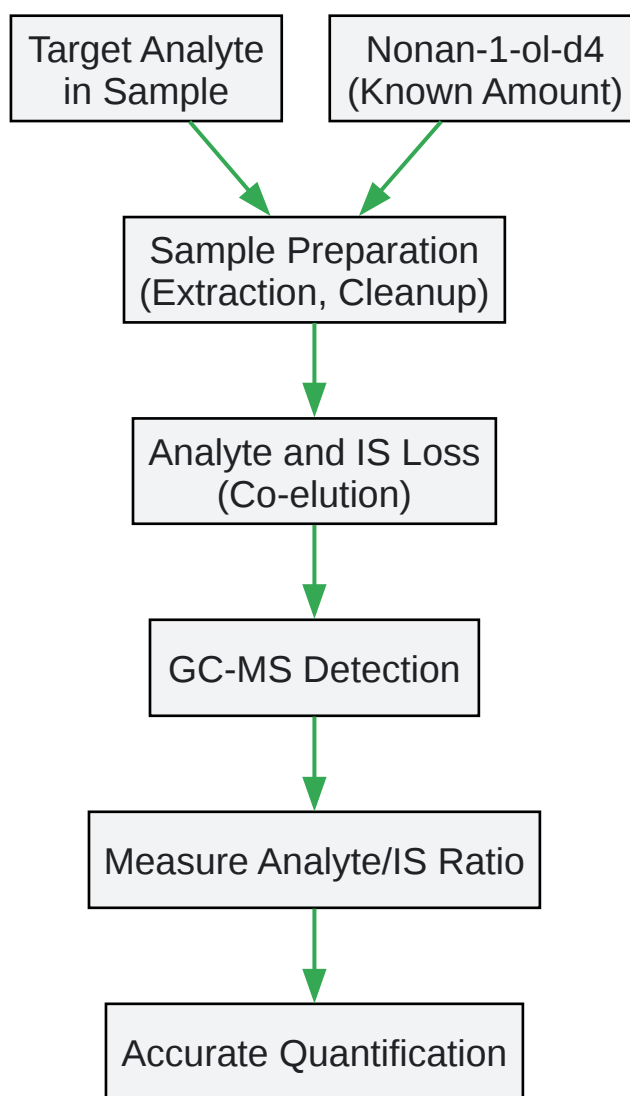 Target Analyte
in Sample
Nonan-1-ol-d4
(Known Amount)
Sample Preparation
(Extraction, Cleanup)
Analyte and IS Loss
(Co-elution)
GC-MS Detection
Measure Analyte/IS Ratio
Accurate Quantification